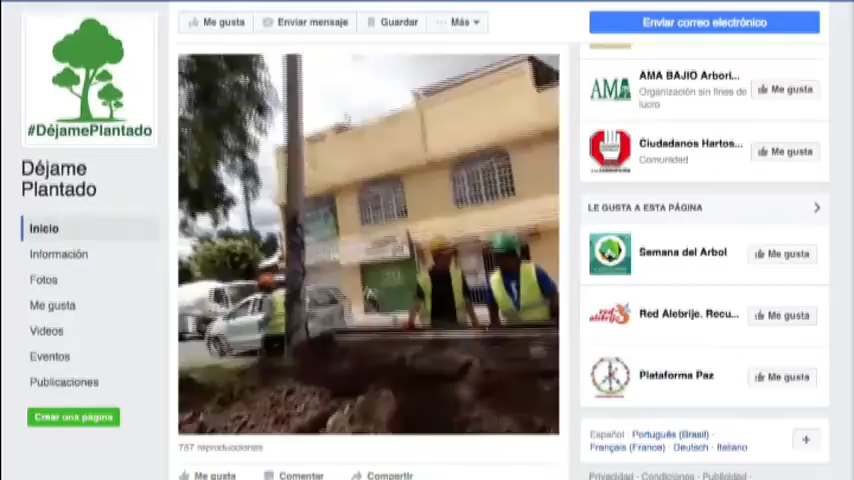 Me gusta
Enviar mensaje
Guardar
Más
Enviar correo electrónico
#DéjamePlantado
Déjame
Plantado
Inicio
Información
Fotos
Me gusta
Videos
Eventos
Publicaciones
Crear una página
787 reproducciones
Me gusta
Comentar
Compartir
AMA
AMA BAJIO Arbori...
Organización sin fines de
lucro
Me gusta
Ciudadanos Hartos...
Comunidad
Me gusta
LE GUSTA A ESTA PÁGINA
Semana del Arbol
Me gusta
red
alebrije
Red Alebrije. Recu...
Me gusta
Plataforma Paz
Me gusta
Español · Português (Brasil) ·
Français (France) · Deutsch · Italiano
Privacidad · Condiciones · Publicidad ·